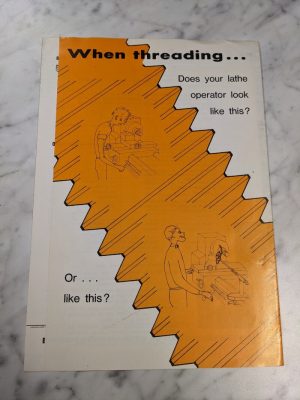 When threading...
Does your lathe
operator look
like this?
Or . . .
like this?